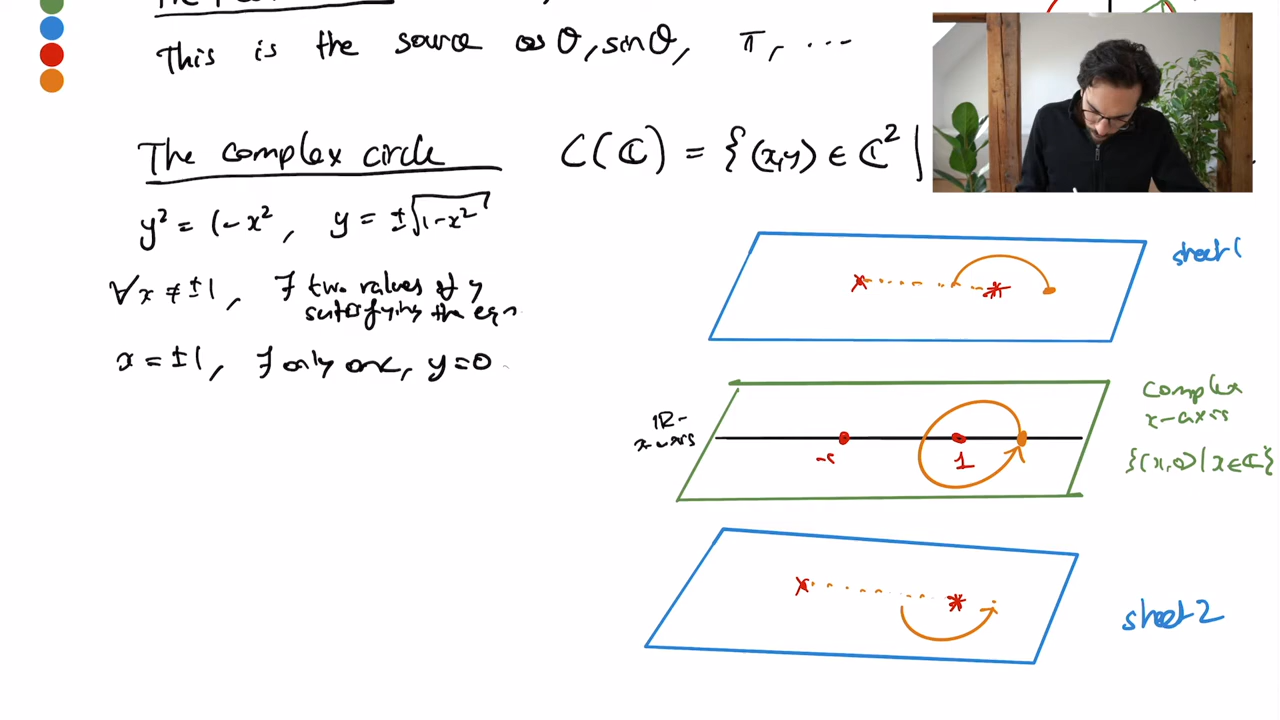 This is the source cos θ, sin θ, π, ...
The complex circle
C(ℂ) = {(x,y) ∈ ℂ² |
y² = 1-x², y = ±√1-x²
∀x ≠ ±1, ∃ two values of y
satisfying the eqn.
x = ±1, ∃ only one, y=0
sheet 1
ℝ-
x-axis
-1
1
complex
x-axis
{(x,0) | x∈ℂ}
sheet 2